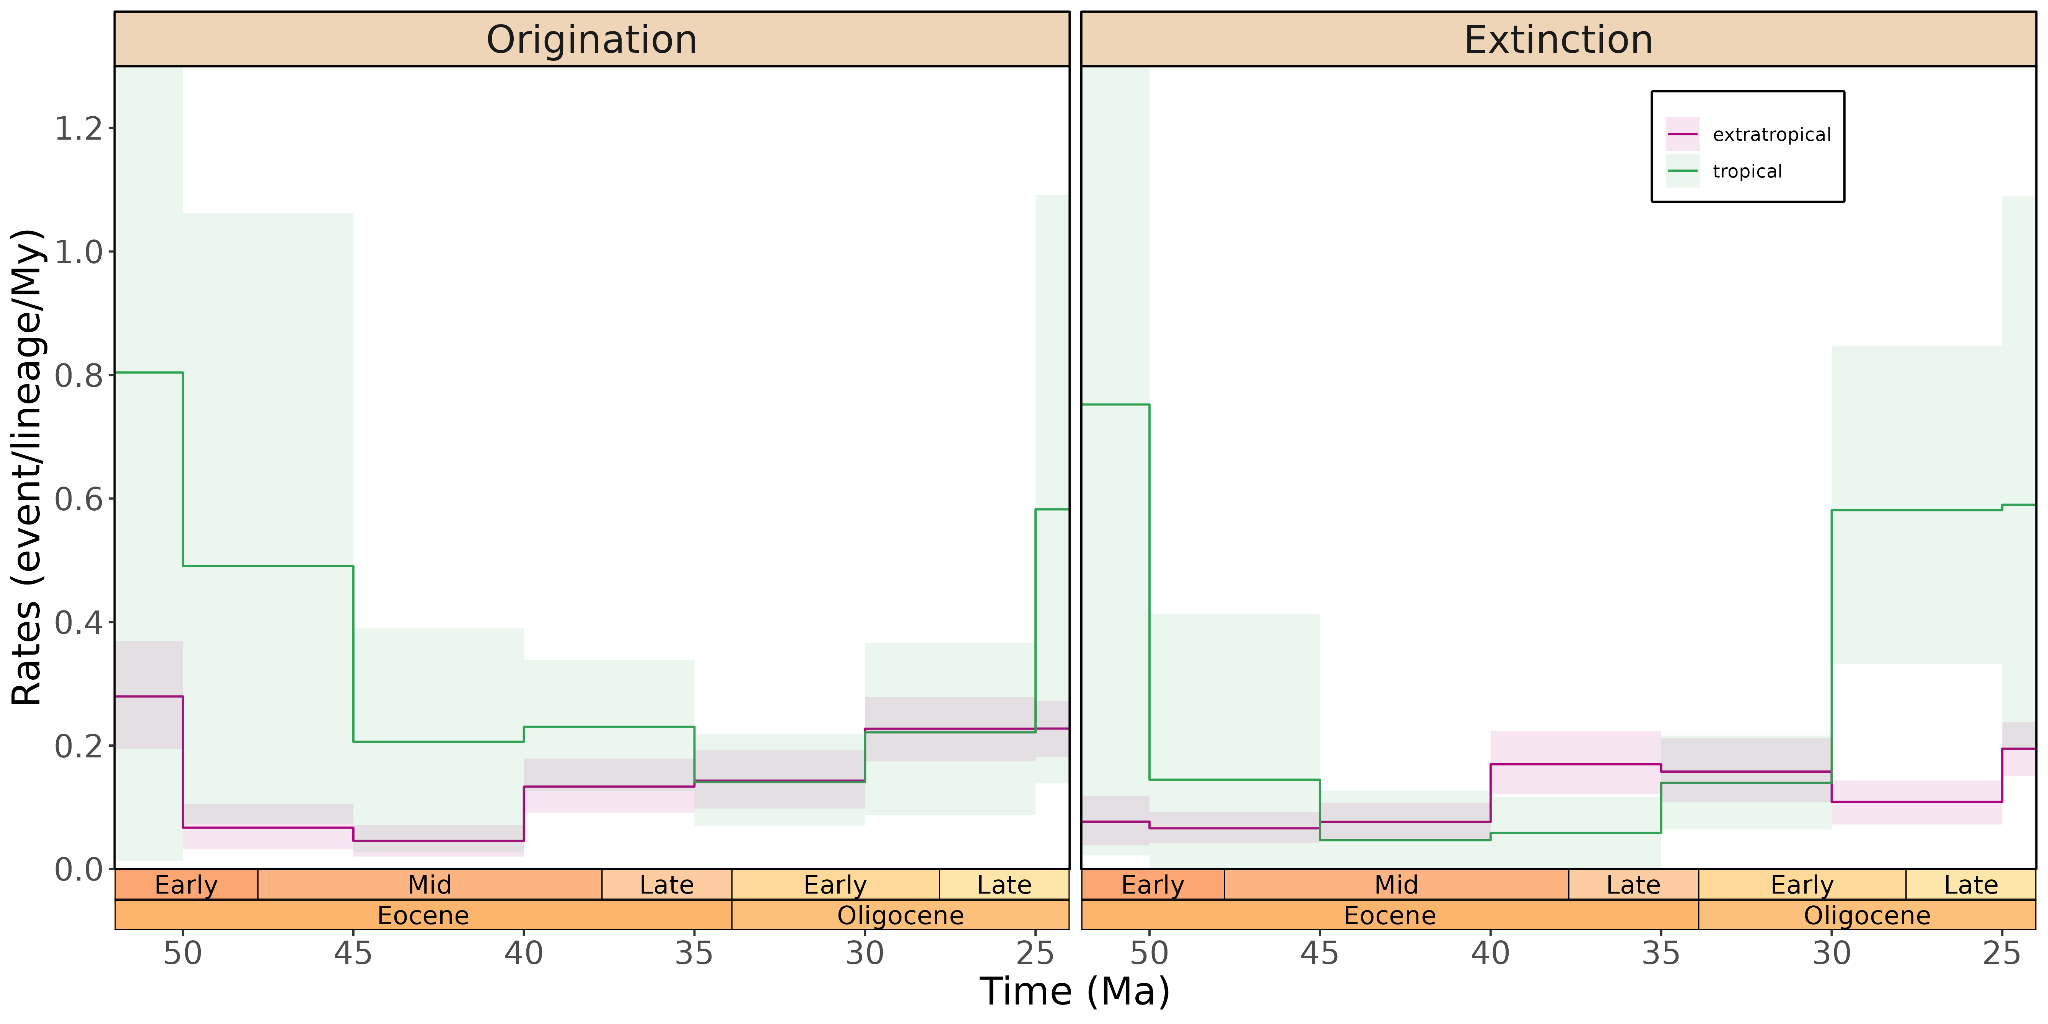 Origination
Extinction
Rates (event/lineage/My)
1.2
1.0
0.8
0.6
0.4
0.2
0.0
extratropical
tropical
Early Mid Late Early Late
Eocene Oligocene
50 45 40 35 30 25
Early Mid Late Early Late
Eocene Oligocene
50 45 40 35 30 25
Time (Ma)